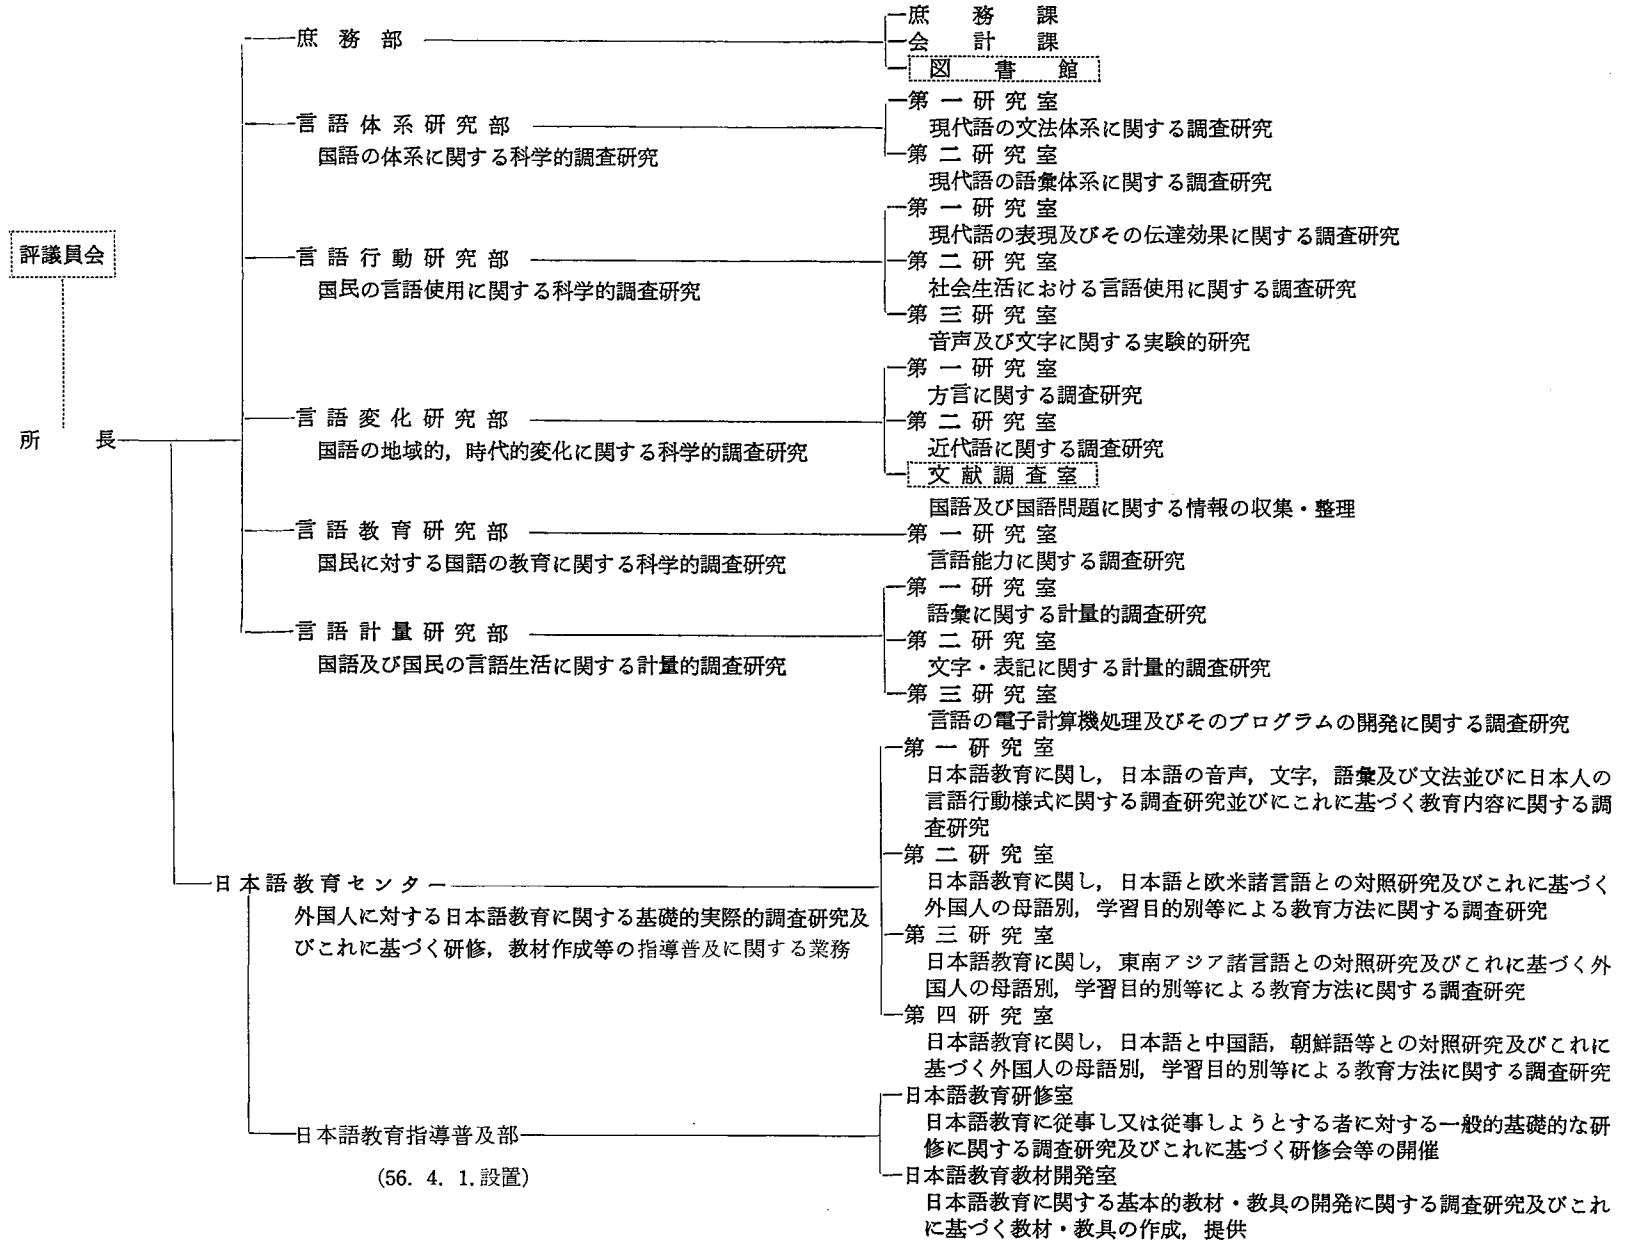 評議員会
所長
庶務部
庶務課
会計課
図書館
言語体系研究部
国語の体系に関する科学的調査研究
第一研究室
現代語の文法体系に関する調査研究
第二研究室
現代語の語彙体系に関する調査研究
言語行動研究部
国民の言語使用に関する科学的調査研究
第一研究室
現代語の表現及びその伝達効果に関する調査研究
第二研究室
社会生活における言語使用に関する調査研究
第三研究室
音声及び文字に関する実験的研究
言語変化研究部
国語の地域的，時代的変化に関する科学的調査研究
第一研究室
方言に関する調査研究
第二研究室
近代語に関する調査研究
文献調査室
国語及び国語問題に関する情報の収集・整理
言語教育研究部
国民に対する国語の教育に関する科学的調査研究
第一研究室
言語能力に関する調査研究
言語計量研究部
国語及び国民の言語生活に関する計量的調査研究
第一研究室
語彙に関する計量的調査研究
第二研究室
文字・表記に関する計量的調査研究
第三研究室
言語の電子計算機処理及びそのプログラムの開発に関する調査研究
日本語教育センター
外国人に対する日本語教育に関する基礎的実際的調査研究及
びこれに基づく研修，教材作成等の指導普及に関する業務
第一研究室
日本語教育に関し，日本語の音声，文字，語彙及び文法並びに日本人の
言語行動様式に関する調査研究並びにこれに基づく教育内容に関する調
査研究
第二研究室
日本語教育に関し，日本語と欧米諸言語との対照研究及びこれに基づく
外国人の母語別，学習目的別等による教育方法に関する調査研究
第三研究室
日本語教育に関し，東南アジア諸言語との対照研究及びこれに基づく外
国人の母語別，学習目的別等による教育方法に関する調査研究
第四研究室
日本語教育に関し，日本語と中国語，朝鮮語等との対照研究及びこれに
基づく外国人の母語別，学習目的別等による教育方法に関する調査研究
日本語教育指導普及部
(56. 4. 1.設置)
日本語教育研修室
日本語教育に従事し又は従事しようとする者に対する一般的基礎的な研
修に関する調査研究及びこれに基づく研修会等の開催
日本語教育教材開発室
日本語教育に関する基本的教材・教具の開発に関する調査研究及びこれ
に基づく教材・教具の作成，提供